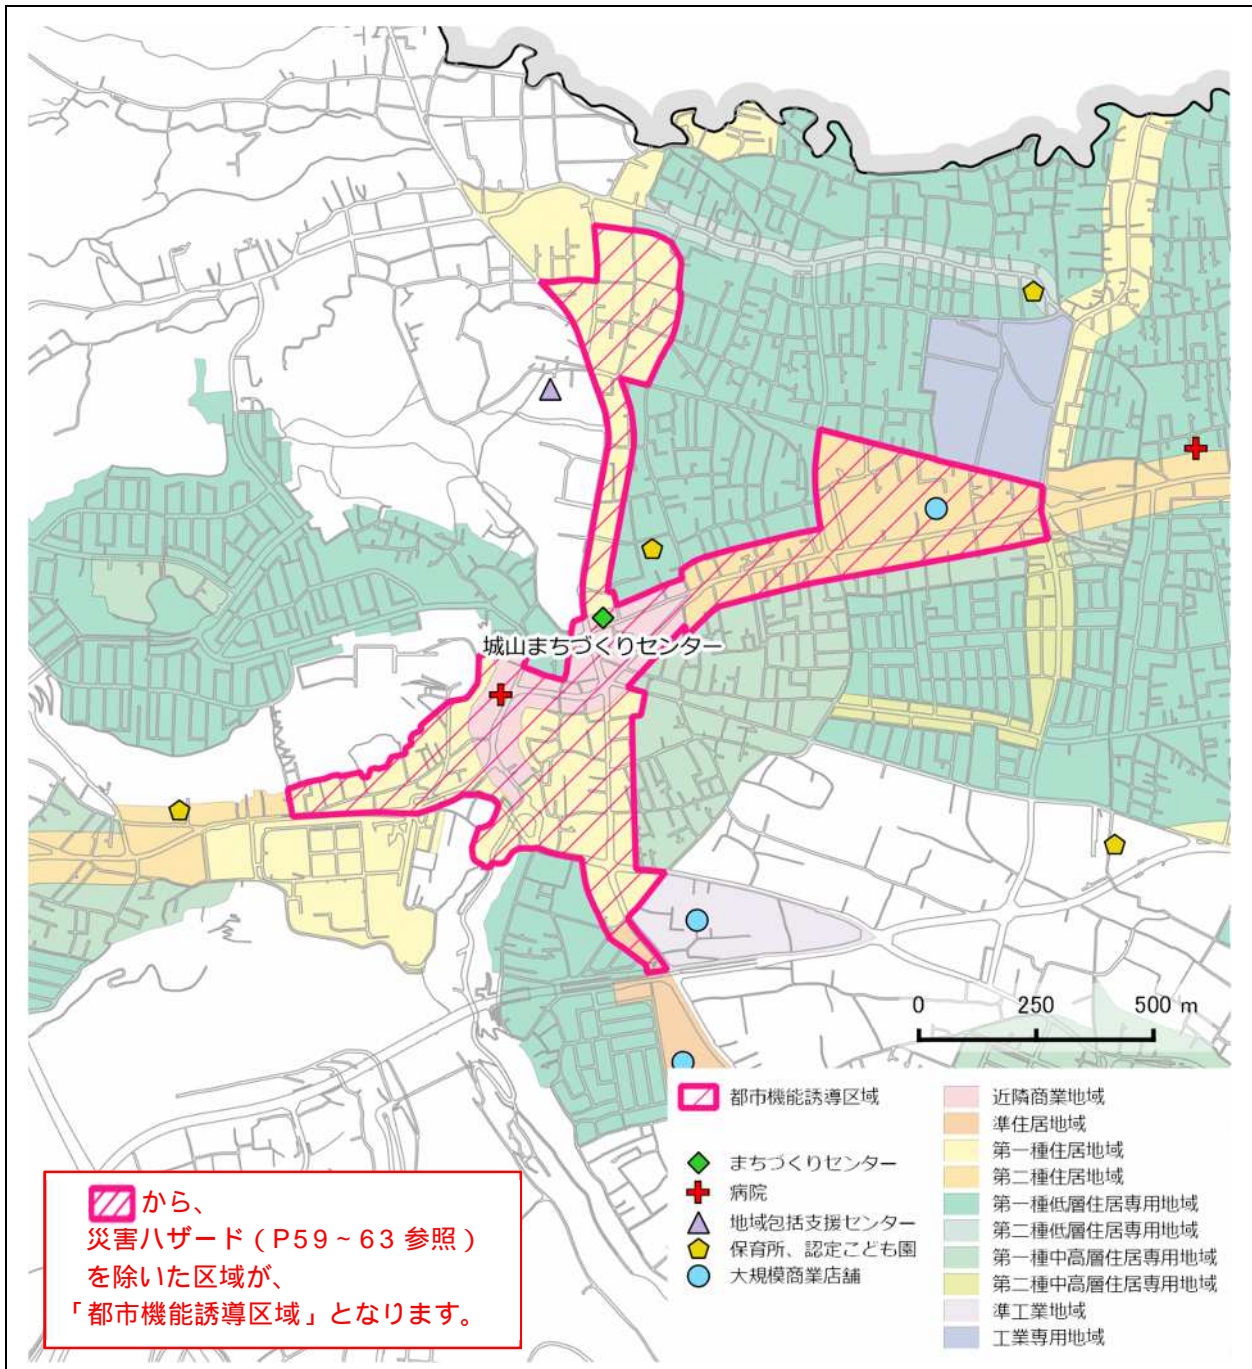 城山まちづくりセンター
0 250 500 m
都市機能誘導区域
まちづくりセンター
病院
地域包括支援センター
保育所、認定こども園
大規模商業店舗
近隣商業地域
準住居地域
第一種住居地域
第二種住居地域
第一種低層住居専用地域
第二種低層住居専用地域
第一種中高層住居専用地域
第二種中高層住居専用地域
準工業地域
工業専用地域
から、
災害ハザード（P59～63 参照）
を除いた区域が、
「都市機能誘導区域」となります。